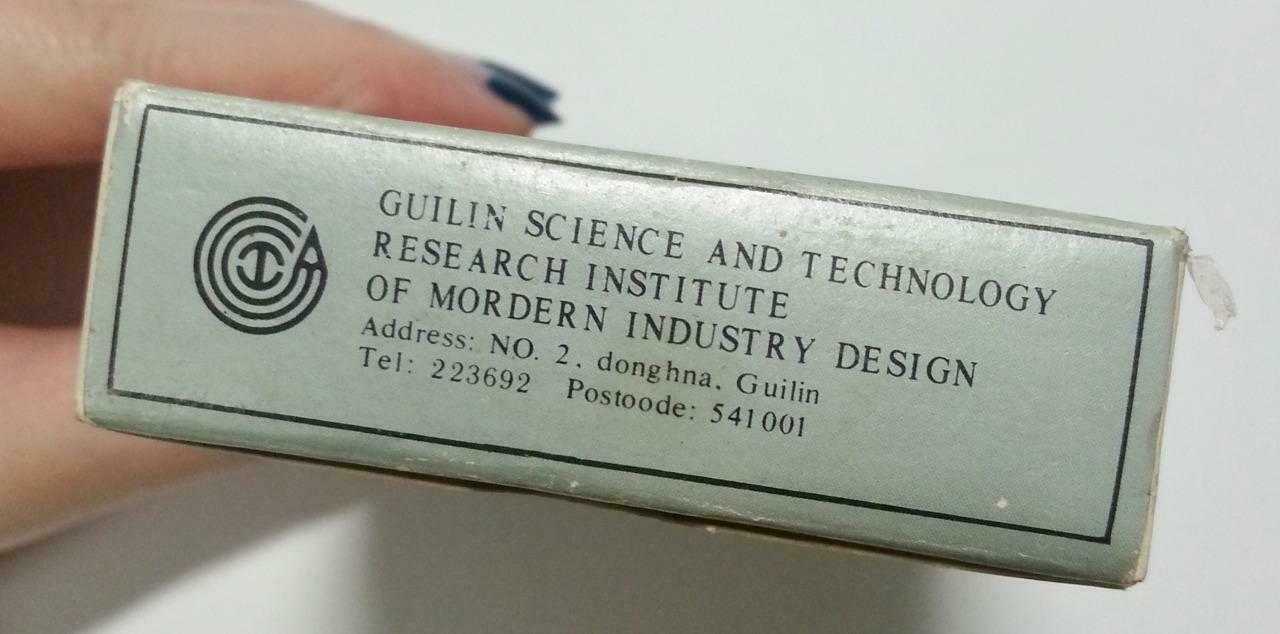 GUILIN SCIENCE AND TECHNOLOGY
RESEARCH INSTITUTE
OF MORDERN INDUSTRY DESIGN
Address: NO. 2. donghna. Guilin
Tel: 223692 Postoode: 541001